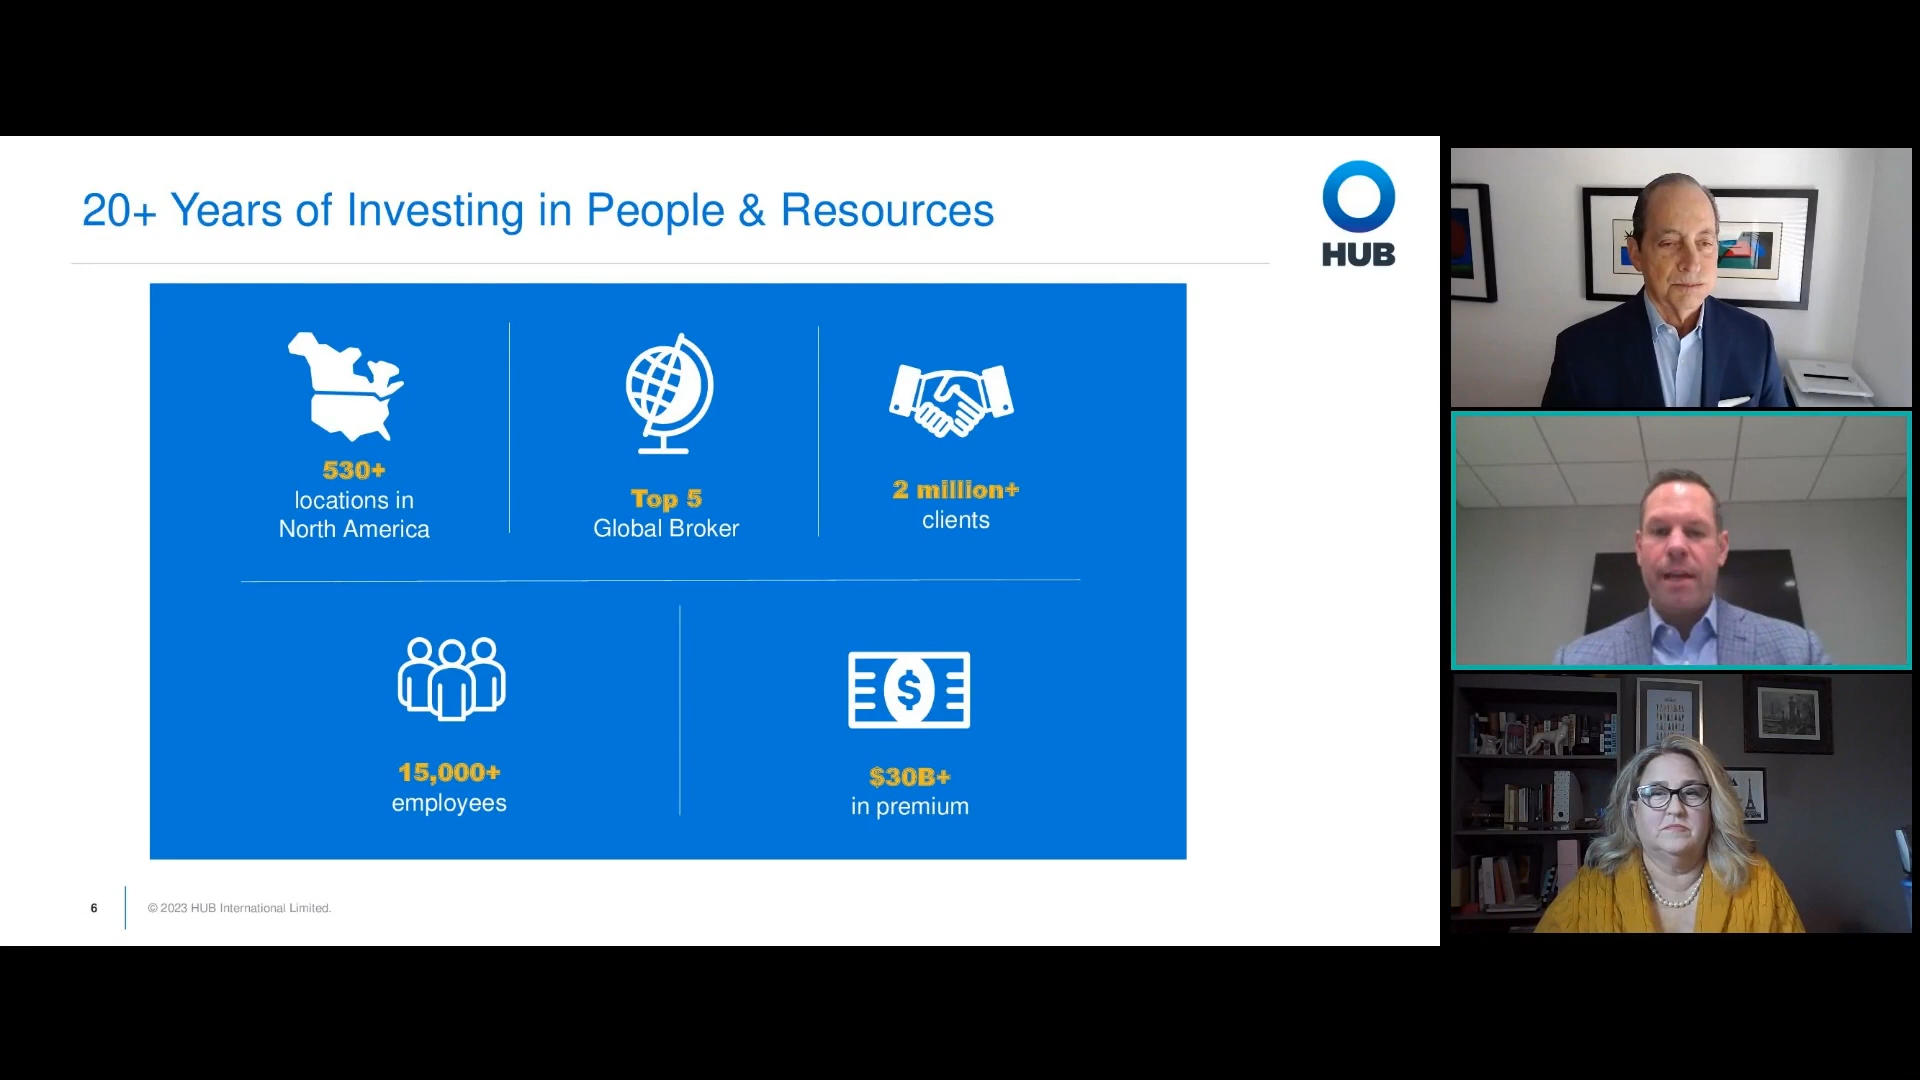 20+ Years of Investing in People & Resources
HUB
530+
locations in
North America
Top 5
Global Broker
2 million+
clients
15,000+
employees
$
$30B+
in premium
6
© 2023 HUB International Limited.